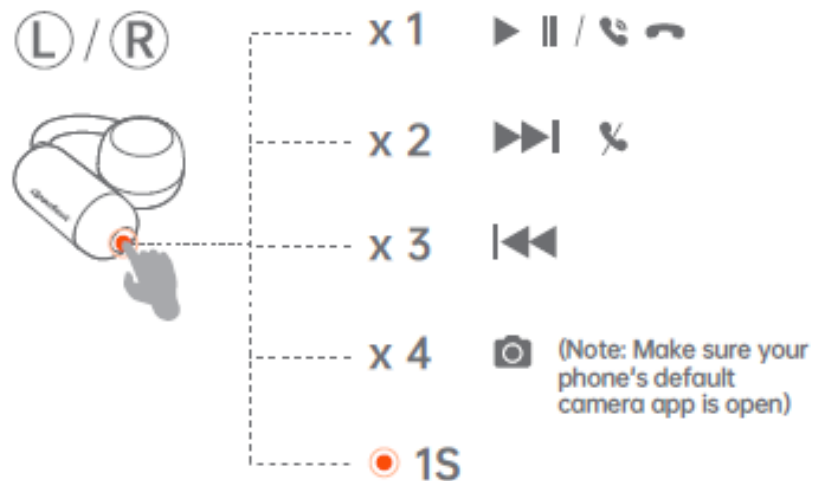 L / R
x 1
/
x 2
x 3
x 4
(Note: Make sure your
phone's default
camera app is open)
1S